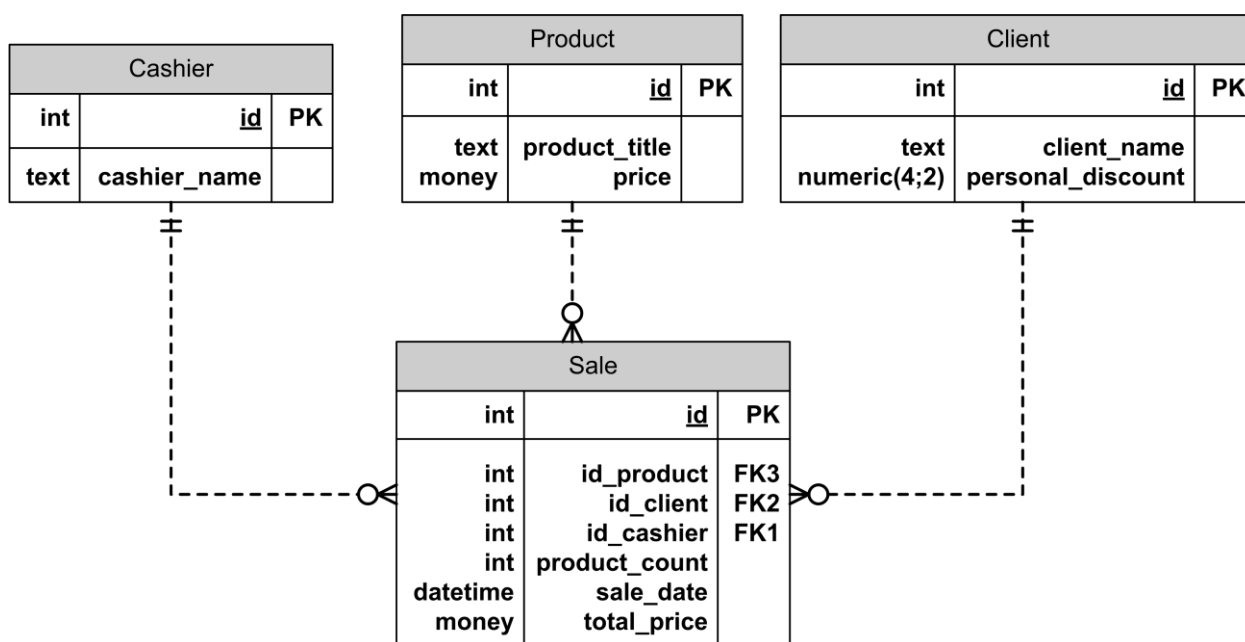 Cashier
int id PK
text cashier_name
Product
int id PK
text product_title
money price
Client
int id PK
text client_name
numeric(4;2) personal_discount
Sale
int id PK
int id_product FK3
int id_client FK2
int id_cashier FK1
int product_count
datetime sale_date
money total_price